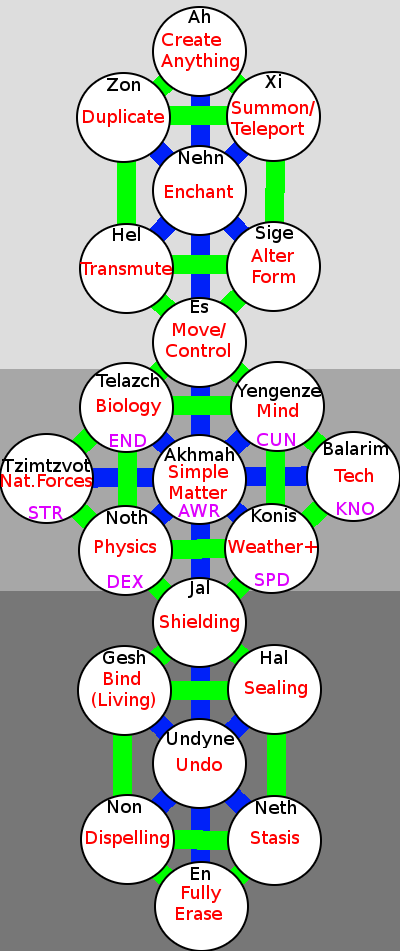 Ah
Create
Anything
Zon
Duplicate
Xi
Summon/
Teleport
Nehn
Enchant
Hel
Transmute
Sige
Alter
Form
Es
Move/
Control
Telazch
Biology
END
Yengenze
Mind
CUN
Tzimtzvot
Nat.Forces
STR
Akhmah
Simple
Matter
AWR
Balarim
Tech
KNO
Noth
Physics
DEX
Konis
Weather+
SPD
Jal
Shielding
Gesh
Bind
(Living)
Hal
Sealing
Undyne
Undo
Non
Dispelling
Neth
Stasis
En
Fully
Erase